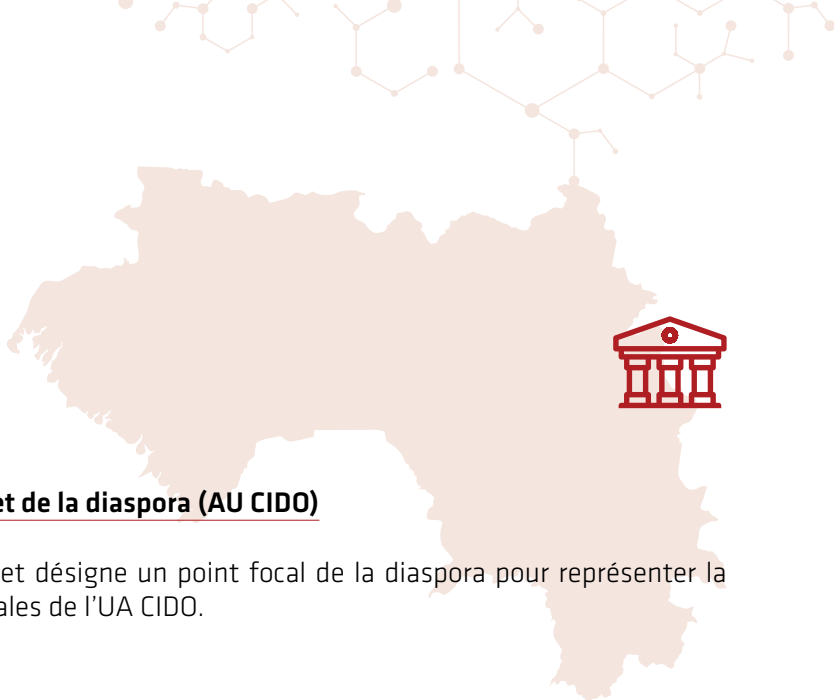 et de la diaspora (AU CIDO)
et désigne un point focal de la diaspora pour représenter la
ales de l'UA CIDO.